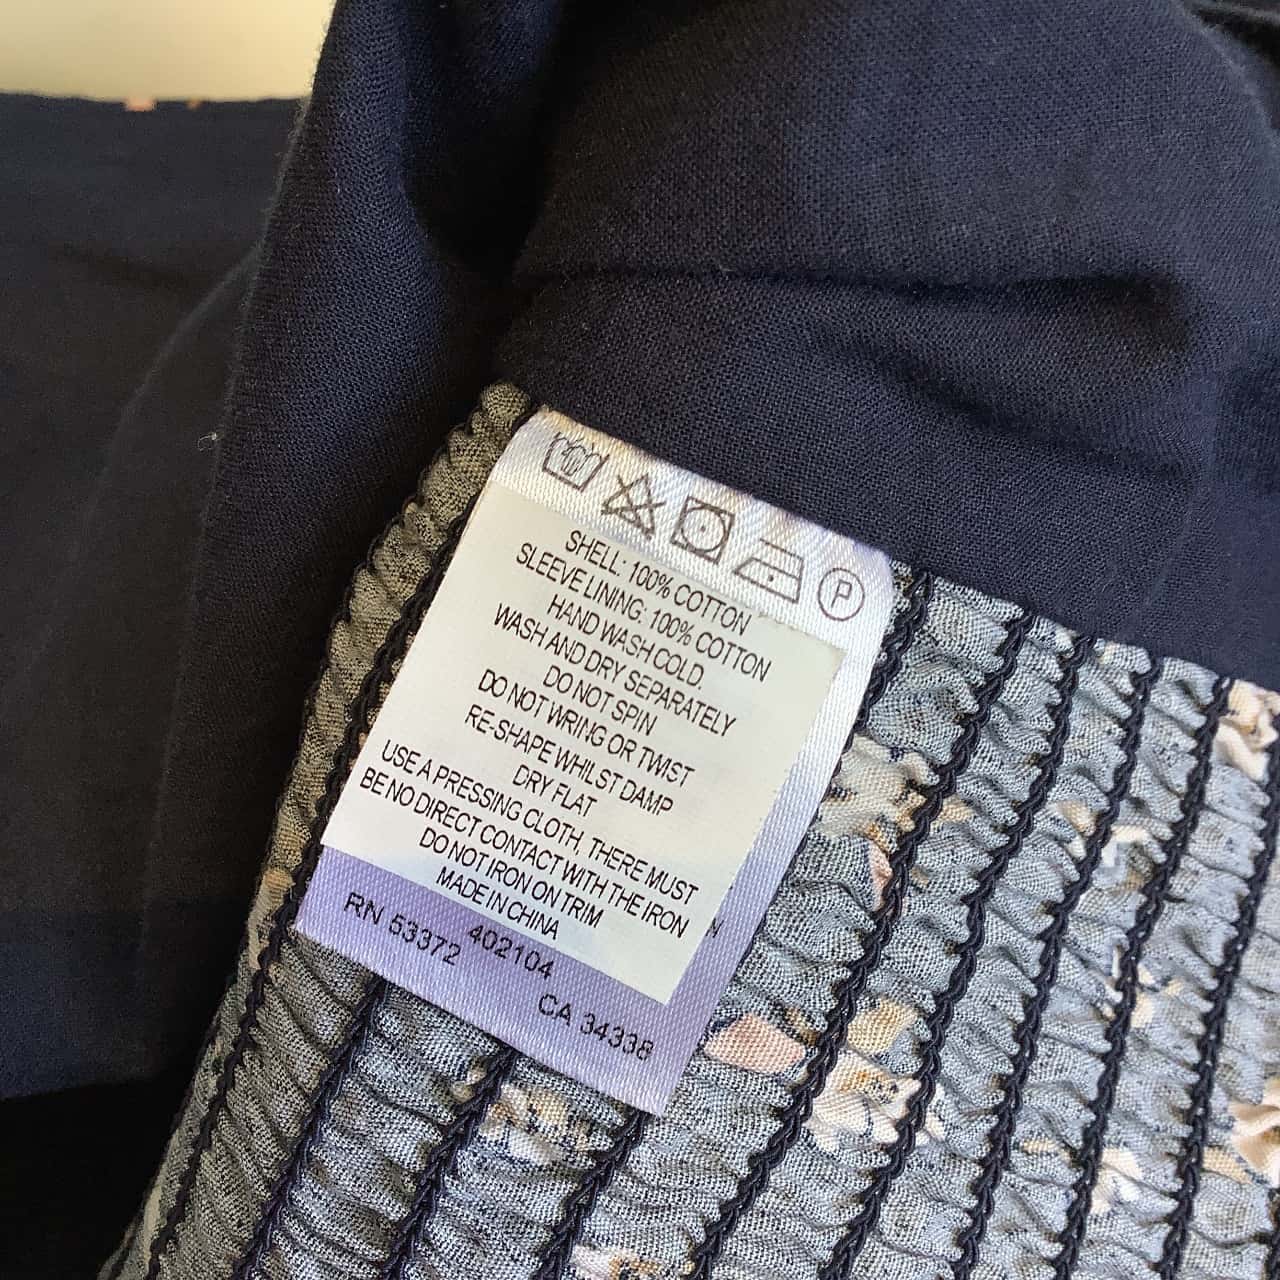 P
SHELL: 100% COTTON
SLEEVE LINING: 100% COTTON
HAND WASH COLD.
WASH AND DRY SEPARATELY
DO NOT SPIN
DO NOT WRING OR TWIST
RE-SHAPE WHILST DAMP
DRY FLAT
USE A PRESSING CLOTH, THERE MUST
BE NO DIRECT CONTACT WITH THE IRON
DO NOT IRON ON TRIM
MADE IN CHINA
402104
RN 53372
CA 34338